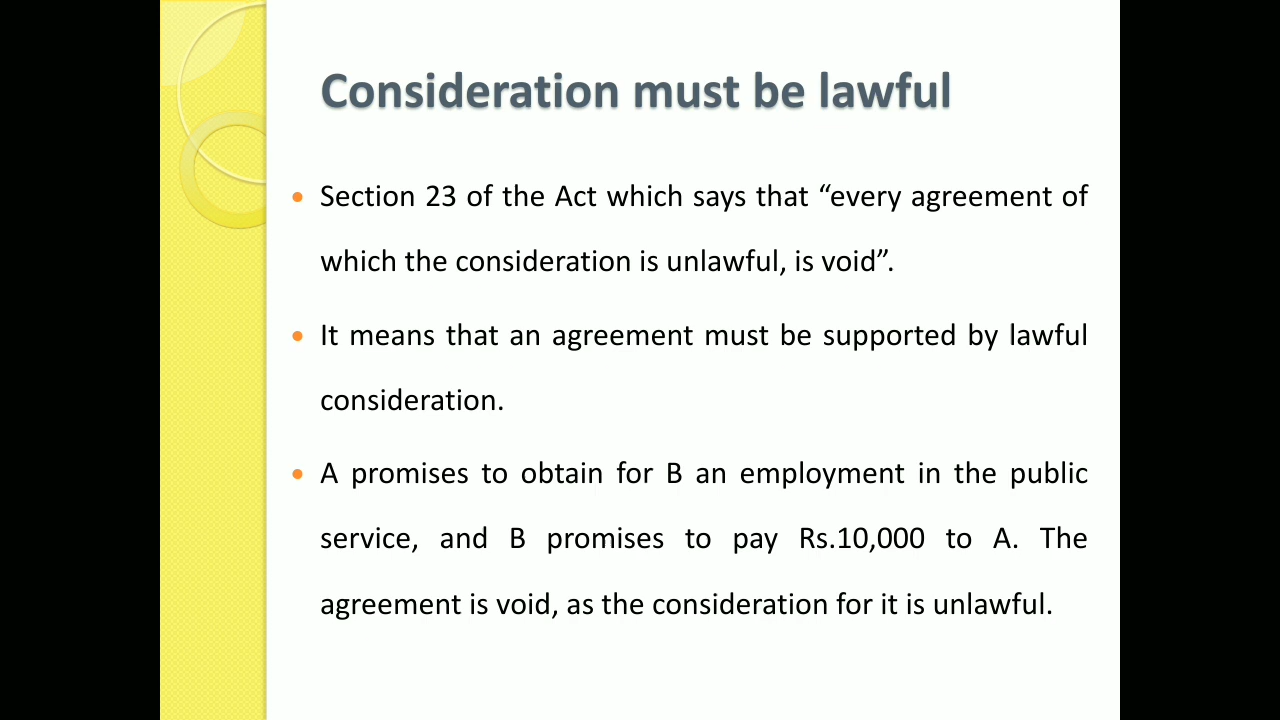 Consideration must be lawful
Section 23 of the Act which says that “every agreement of
which the consideration is unlawful, is void”.
It means that an agreement must be supported by lawful
consideration.
A promises to obtain for B an employment in the public
service, and B promises to pay Rs.10,000 to A. The
agreement is void, as the consideration for it is unlawful.